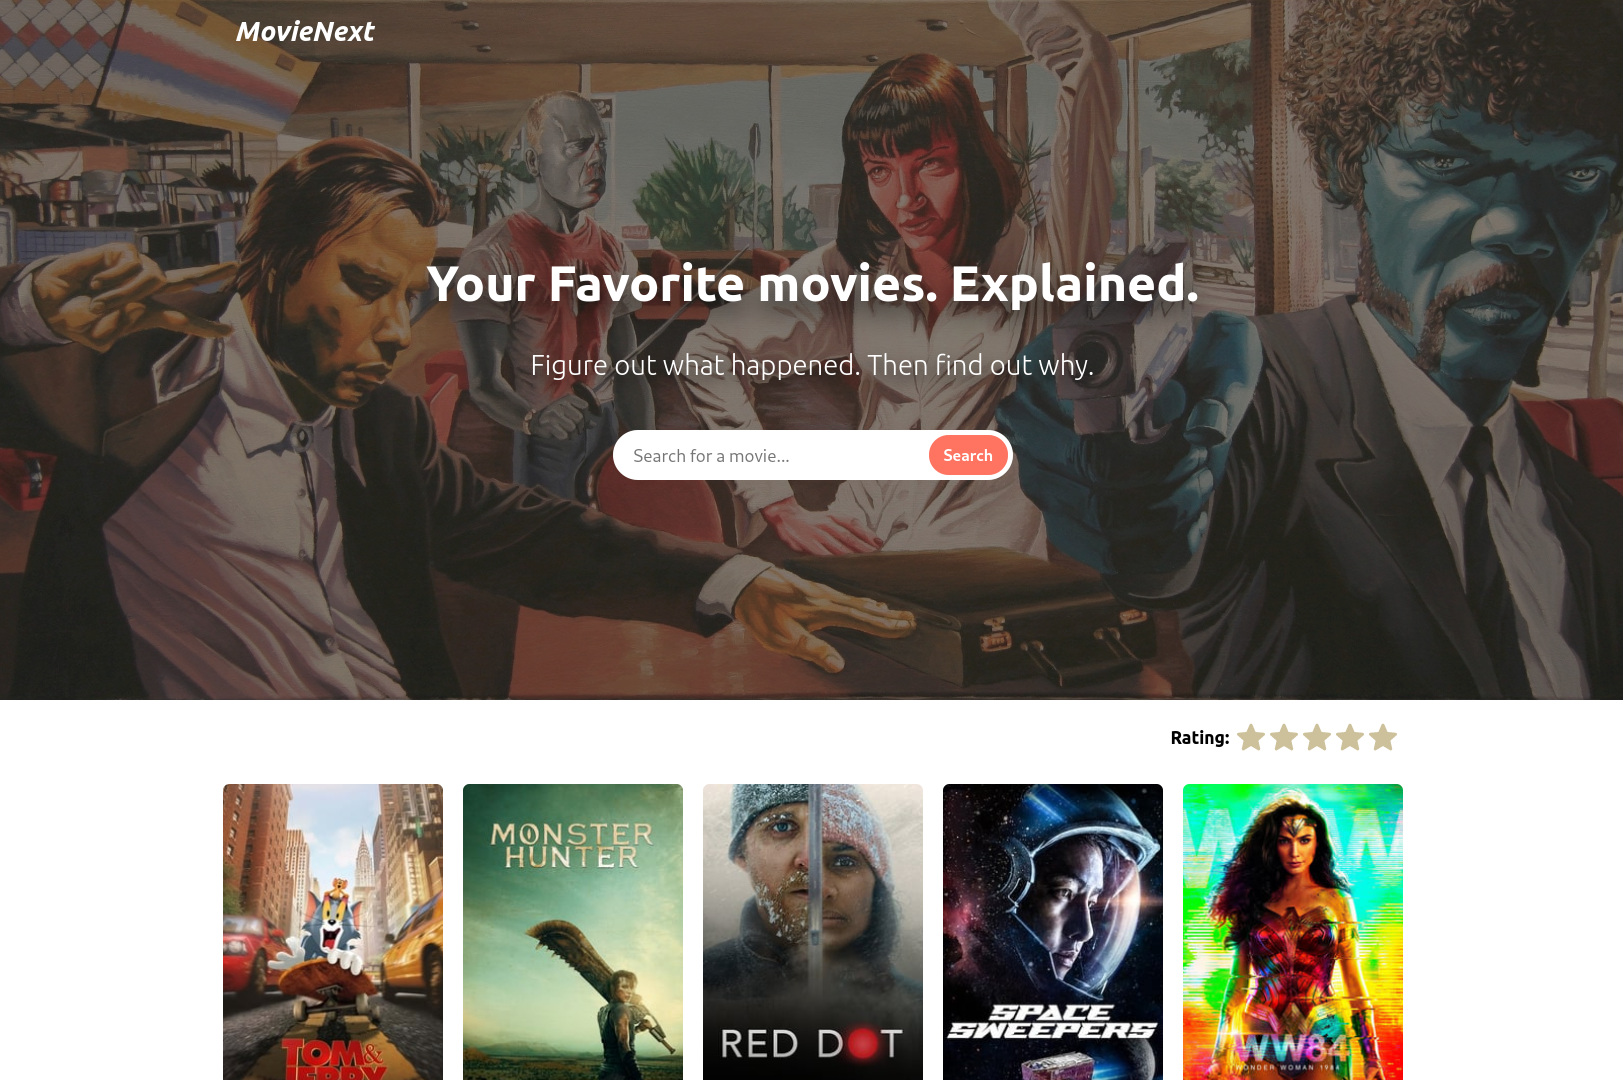 MovieNext
Your Favorite movies. Explained.
Figure out what happened. Then find out why.
Search for a movie...
Search
Rating:
TOM &
JERRY
MONSTER
HUNTER
RED DOT
SPACE
SWEEPERS
WW84
WONDER WOMAN 1984